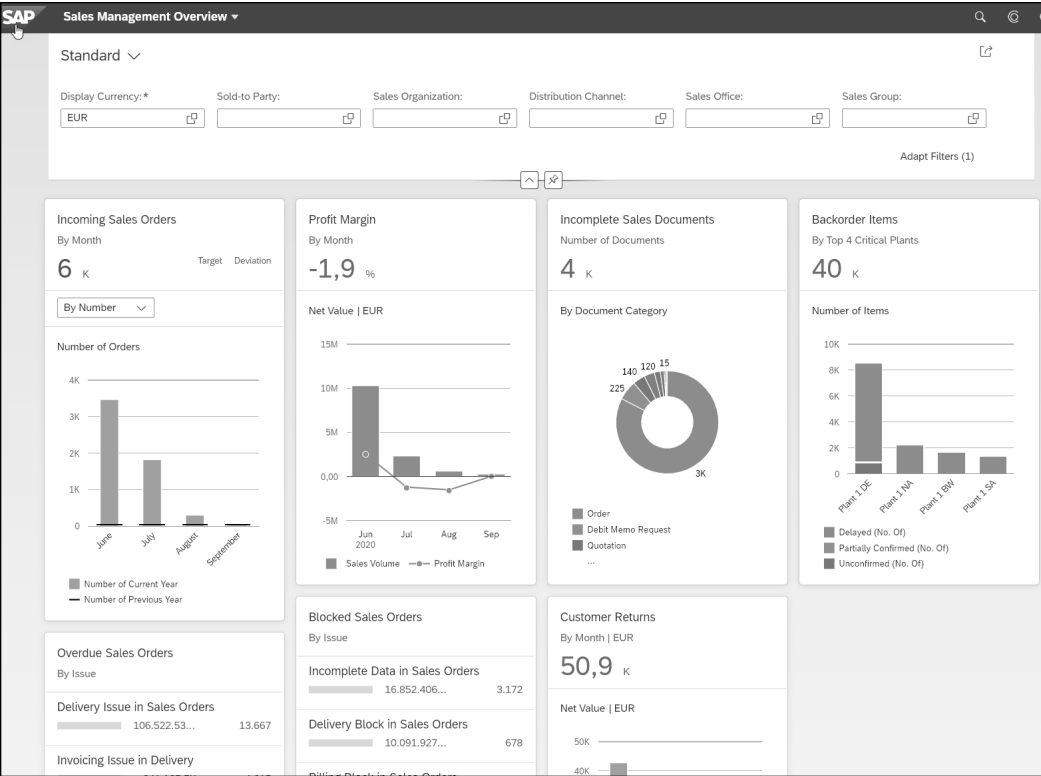 SAP
Sales Management Overview
Standard
Display Currency:*
Sold-to Party:
Sales Organization:
Distribution Channel:
Sales Office:
Sales Group:
EUR
Adapt Filters (1)
Incoming Sales Orders
By Month
6 K
Target Deviation
By Number
Number of Orders
4K
3K
2K
1K
0
June
July
August
September
Number of Current Year
Number of Previous Year
Profit Margin
By Month
-1,9 %
Net Value | EUR
15M
10M
5M
0,00
-5M
Jun
2020
Jul
Aug
Sep
Sales Volume
Profit Margin
Incomplete Sales Documents
Number of Documents
4 K
By Document Category
225
140
120
15
3K
Order
Debit Memo Request
Quotation
...
Backorder Items
By Top 4 Critical Plants
40 K
Number of Items
10K
8K
6K
4K
2K
0
Plant 1 DE
Plant 1 NA
Plant 1 BW
Plant 1 SA
Delayed (No. Of)
Partially Confirmed (No. Of)
Unconfirmed (No. Of)
Overdue Sales Orders
By Issue
Delivery Issue in Sales Orders
106.522.53... 13.667
Invoicing Issue in Delivery
Blocked Sales Orders
By Issue
Incomplete Data in Sales Orders
16.852.406... 3.172
Delivery Block in Sales Orders
10.091.927... 678
Customer Returns
By Month | EUR
50,9 K
Net Value | EUR
50K
40K